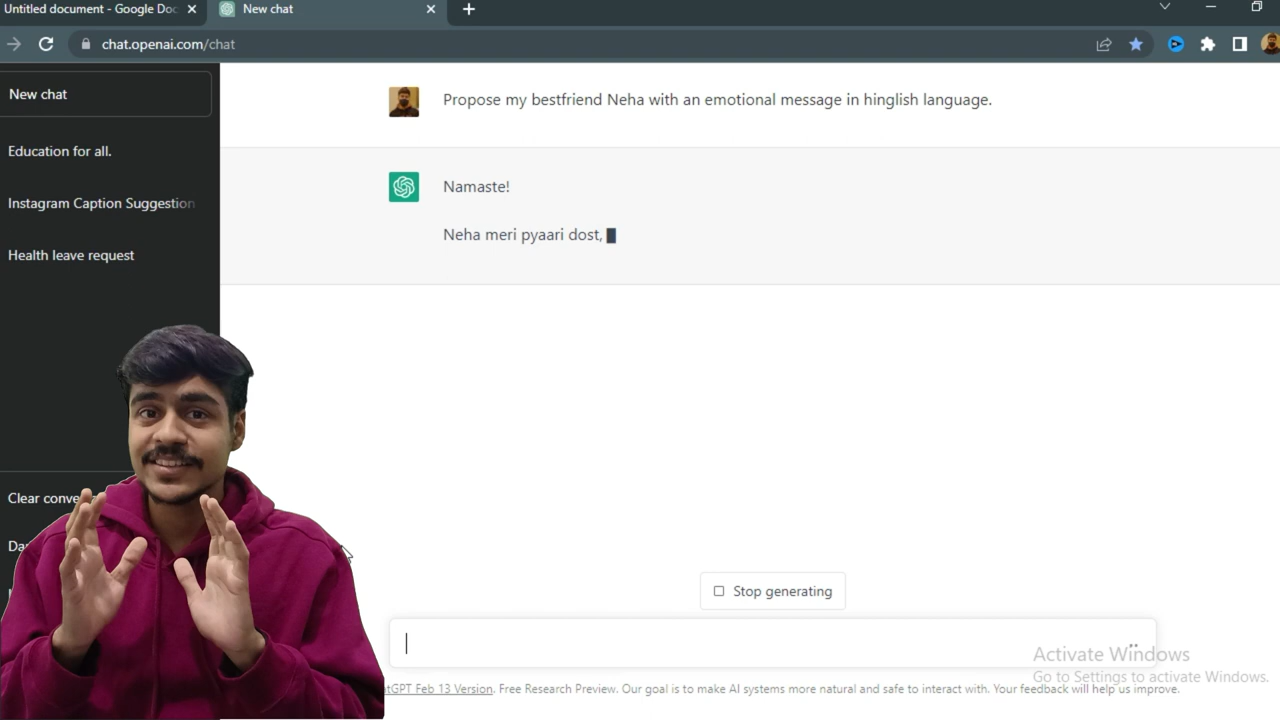 Untitled document - Google Doc
New chat
chat.openai.com/chat
New chat
Propose my bestfriend Neha with an emotional message in hinglish language.
Education for all.
Namaste!
Instagram Caption Suggestion
Neha meri pyaari dost,
Health leave request
Clear conve
Da
Stop generating
Activate Windows
Go to Settings to activate Windows.
tGPT Feb 13 Version. Free Research Preview. Our goal is to make AI systems more natural and safe to interact with. Your feedback will help us improve.